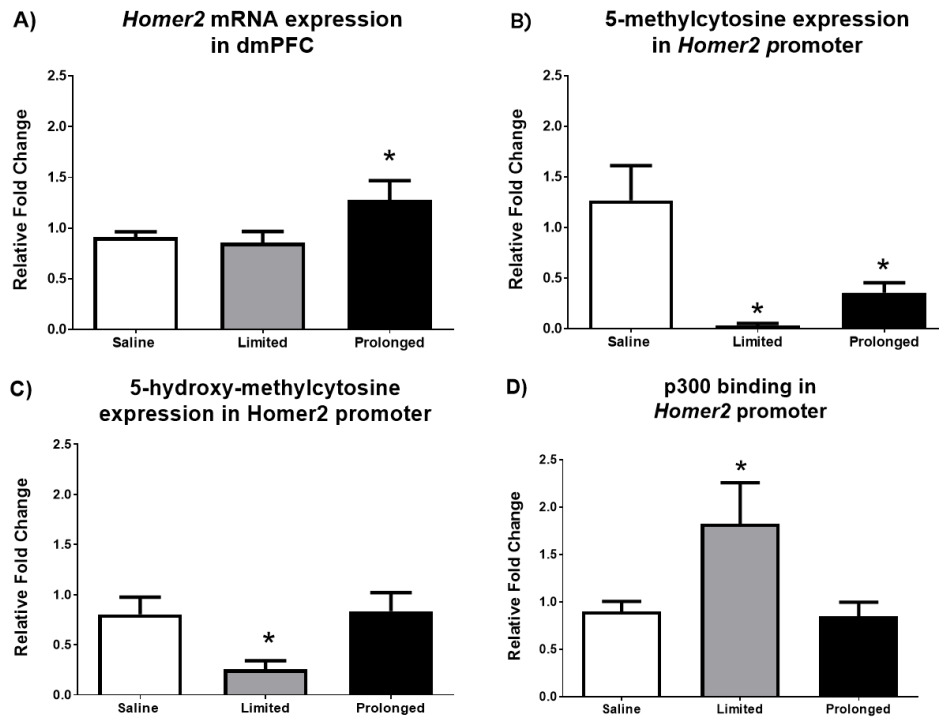 A)
Homer2 mRNA expression
in dmPFC
Relative Fold Change
2.5
2.0
1.5
1.0
0.5
0.0
*
Saline Limited Prolonged
B)
5-methylcytosine expression
in Homer2 promoter
Relative Fold Change
2.5
2.0
1.5
1.0
0.5
0.0
* *
Saline Limited Prolonged
C)
5-hydroxy-methylcytosine
expression in Homer2 promoter
Relative Fold Change
2.5
2.0
1.5
1.0
0.5
0.0
*
Saline Limited Prolonged
D)
p300 binding in
Homer2 promoter
Relative Fold Change
2.5
2.0
1.5
1.0
0.5
0.0
*
Saline Limited Prolonged